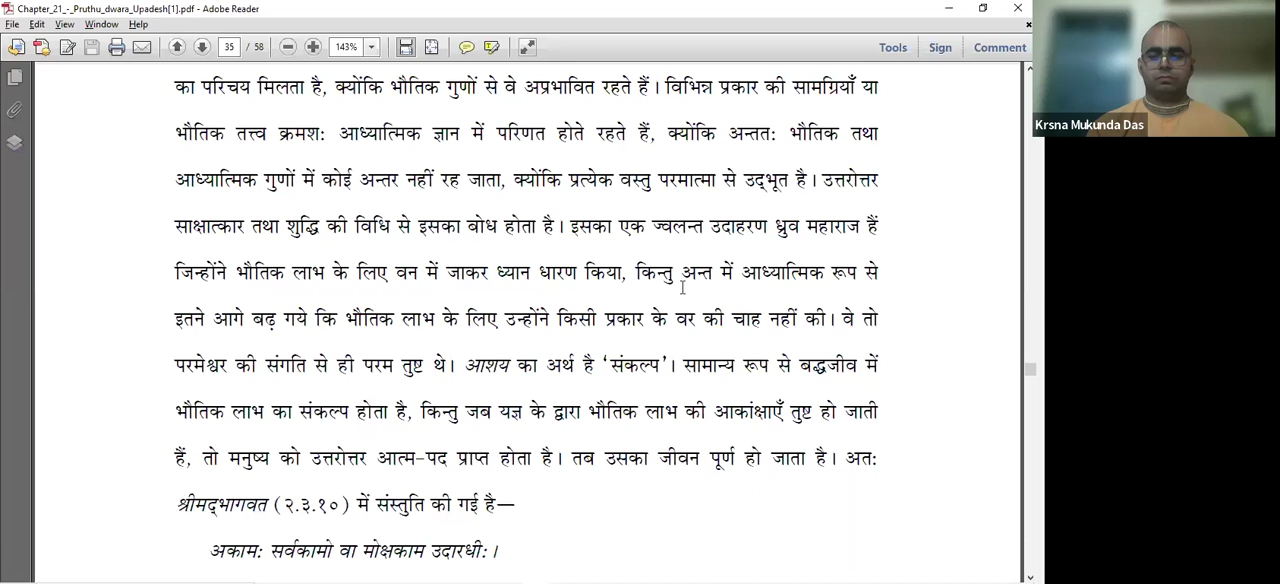 Chapter_21_-_Pruthu_dwara_Upadesh[1].pdf - Adobe Reader
File Edit View Window Help
35 / 58 143% Tools Sign Comment
Krsna Mukunda Das
का परिचय मिलता है, क्योंकि भौतिक गुणों से वे अप्रभावित रहते हैं। विभिन्न प्रकार की सामग्रियाँ या
भौतिक तत्त्व क्रमश: आध्यात्मिक ज्ञान में परिणत होते रहते हैं, क्योंकि अन्तत: भौतिक तथा
आध्यात्मिक गुणों में कोई अन्तर नहीं रह जाता, क्योंकि प्रत्येक वस्तु परमात्मा से उद्‌भूत है। उत्तरोत्तर
साक्षात्कार तथा शुद्धि की विधि से इसका बोध होता है। इसका एक ज्वलन्त उदाहरण ध्रुव महाराज हैं
जिन्होंने भौतिक लाभ के लिए वन में जाकर ध्यान धारण किया, किन्तु अन्त में आध्यात्मिक रूप से
इतने आगे बढ़ गये कि भौतिक लाभ के लिए उन्होंने किसी प्रकार के वर की चाह नहीं की। वे तो
परमेश्वर की संगति से ही परम तुष्ट थे। आशय का अर्थ है ‘संकल्प’। सामान्य रूप से बद्धजीव में
भौतिक लाभ का संकल्प होता है, किन्तु जब यज्ञ के द्वारा भौतिक लाभ की आकांक्षाएँ तुष्ट हो जाती
हैं, तो मनुष्य को उत्तरोत्तर आत्म-पद प्राप्त होता है। तब उसका जीवन पूर्ण हो जाता है। अत:
श्रीमद्‌भागवत (२.३.१०) में संस्तुति की गई है—
अकाम: सर्वकामो वा मोक्षकाम उदारधी:।